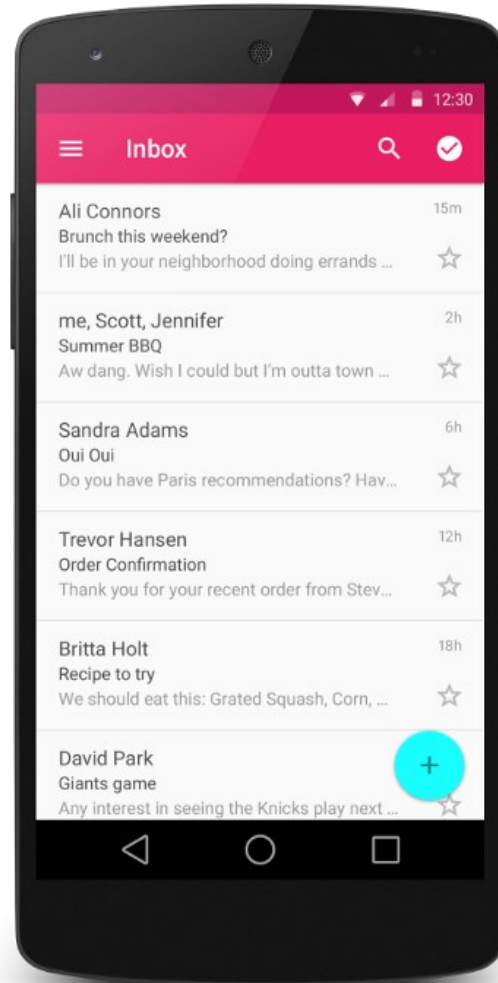 12:30
Inbox
Ali Connors 15m
Brunch this weekend?
I'll be in your neighborhood doing errands ...
me, Scott, Jennifer 2h
Summer BBQ
Aw dang. Wish I could but I'm outta town ...
Sandra Adams 6h
Oui Oui
Do you have Paris recommendations? Hav...
Trevor Hansen 12h
Order Confirmation
Thank you for your recent order from Stev...
Britta Holt 18h
Recipe to try
We should eat this: Grated Squash, Corn, ...
David Park
Giants game
Any interest in seeing the Knicks play next ...